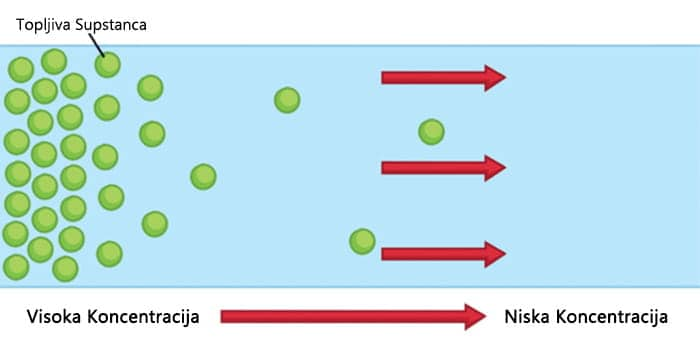 Topljiva Supstanca
Visoka Koncentracija
Niska Koncentracija